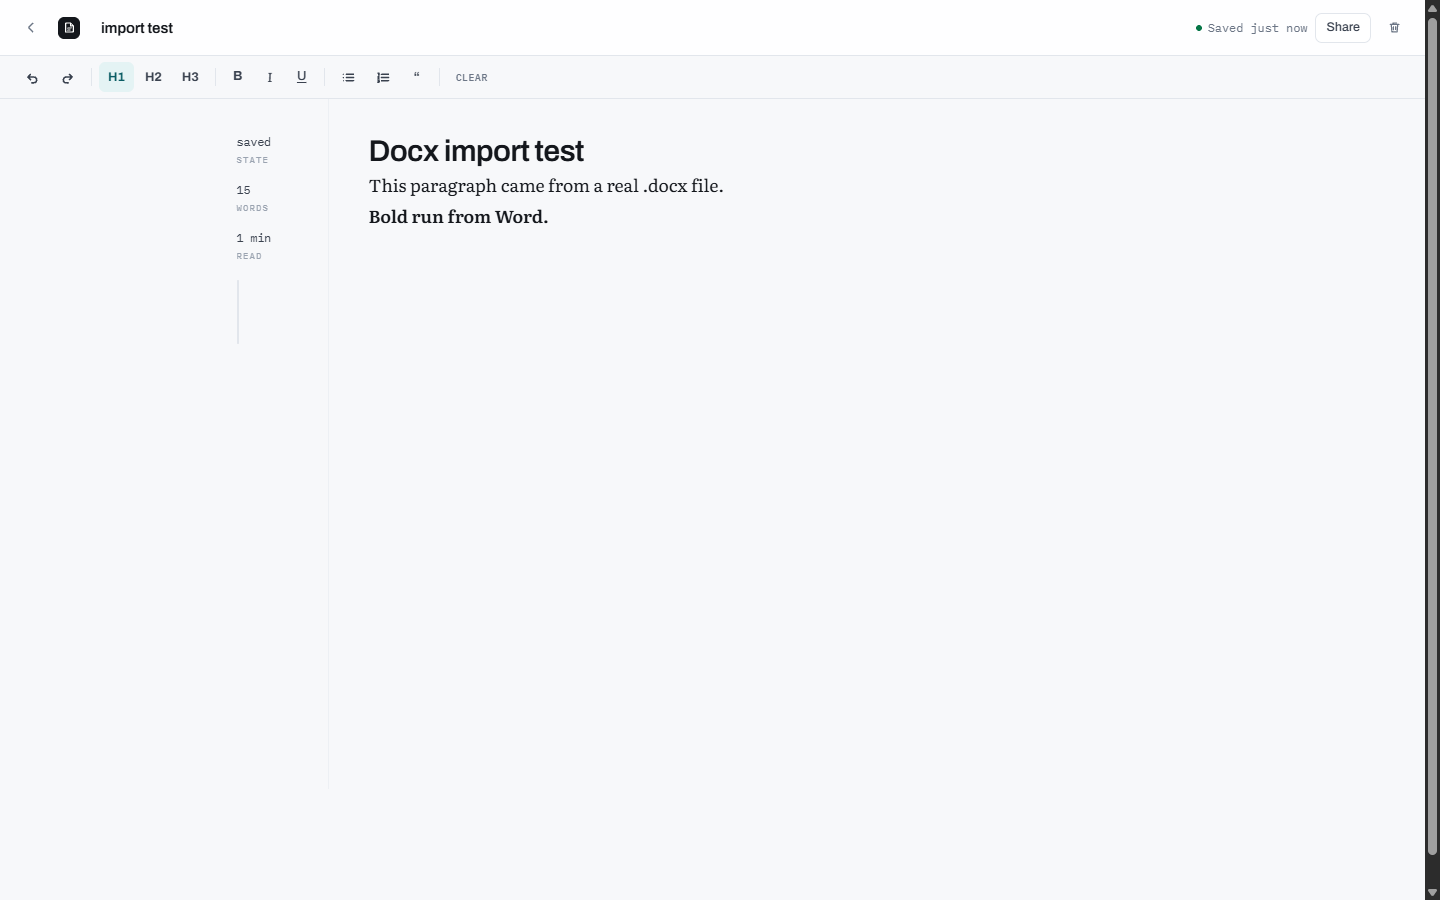 import test
Saved just now
Share
H1 H2 H3 B I U “ CLEAR
saved
STATE
15
WORDS
1 min
READ
Docx import test
This paragraph came from a real .docx file.
Bold run from Word.